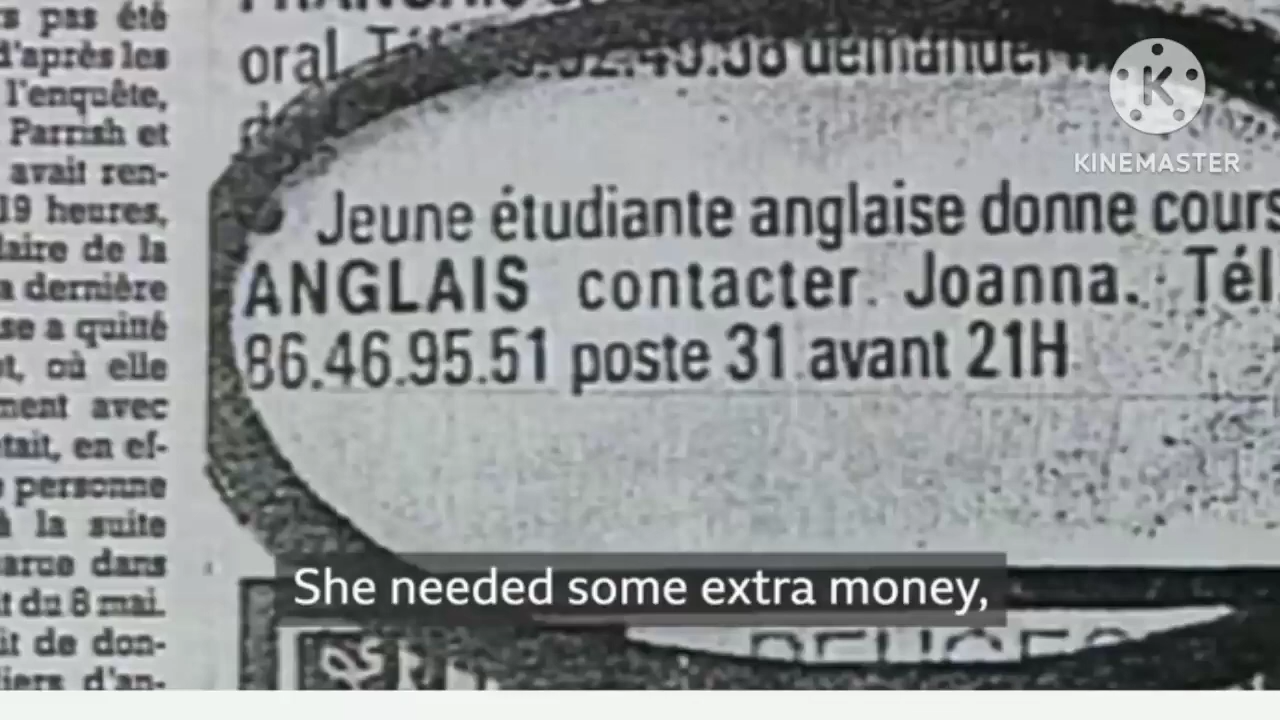 s pas été
d'après les
l'enquête,
Parrish et
avait ren-
19 heures,
laire de la
a dernière
se a quitté
t, où elle
ment avec
était, en ef-
personne
à la suite
dans
t du 8 mai.
it de don-
liers d'an-
oral.
Jeune étudiante anglaise donne cours
ANGLAIS contacter Joanna. Tél
86.46.95.51 poste 31 avant 21H
K
KINEMASTER
She needed some extra money,